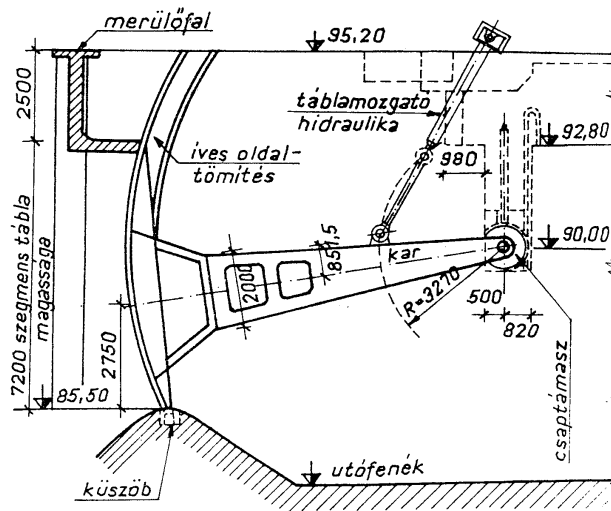 merülőfal
95,20
2500
táblamozgató
hidraulika
92,80
íves oldal-
tömítés
980
851,5
kar
90,00
2000
R=3270
500
820
7200 szegmens tábla
magassága
2750
85,50
csaptámasz
küszöb
utófenék